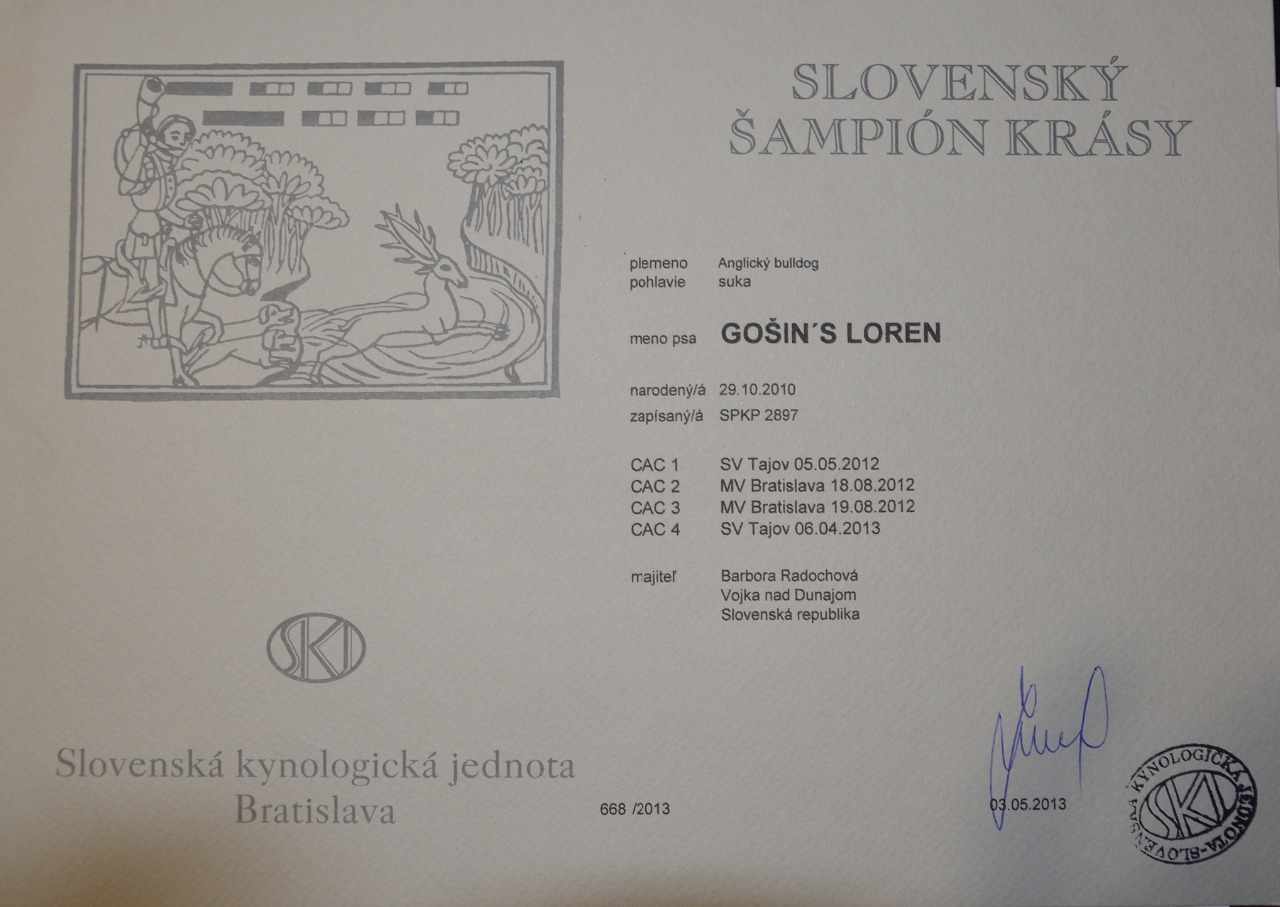 SLOVENSKÝ
ŠAMPIÓN KRÁSY
plemeno Anglický bulldog
pohlavie suka
meno psa GOŠIN´S LOREN
narodený/á 29.10.2010
zapísaný/á SPKP 2897
CAC 1 SV Tajov 05.05.2012
CAC 2 MV Bratislava 18.08.2012
CAC 3 MV Bratislava 19.08.2012
CAC 4 SV Tajov 06.04.2013
majiteľ Barbora Radochová
Vojka nad Dunajom
Slovenská republika
SKJ
Slovenská kynologická jednota
Bratislava
668 /2013
03.05.2013
SLOVENSKÁ KYNOLOGICKÁ JEDNOTA
SKJ